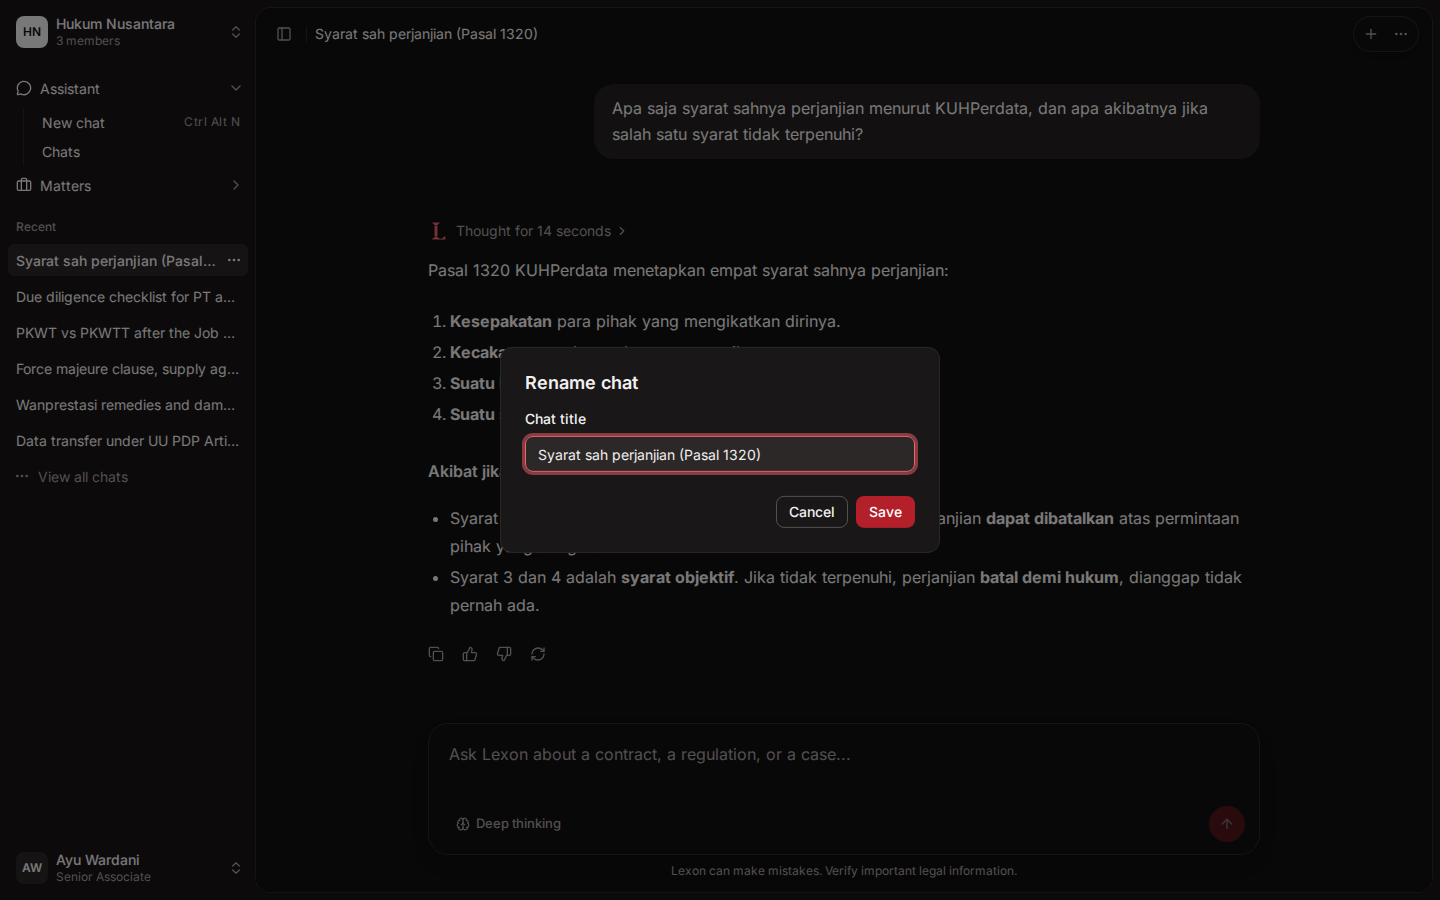 HN
Hukum Nusantara
3 members
Assistant
New chat
Ctrl Alt N
Chats
Matters
Recent
Syarat sah perjanjian (Pasal...
Due diligence checklist for PT a...
PKWT vs PKWTT after the Job ...
Force majeure clause, supply ag...
Wanprestasi remedies and dam...
Data transfer under UU PDP Arti...
View all chats
AW
Ayu Wardani
Senior Associate
Syarat sah perjanjian (Pasal 1320)
Apa saja syarat sahnya perjanjian menurut KUHPerdata, dan apa akibatnya jika
salah satu syarat tidak terpenuhi?
L
Thought for 14 seconds
Pasal 1320 KUHPerdata menetapkan empat syarat sahnya perjanjian:
1. Kesepakatan para pihak yang mengikatkan dirinya.
2. Kecaka
3. Suatu
4. Suatu
Akibat jik
Syarat
anjian dapat dibatalkan atas permintaan
pihak
Syarat 3 dan 4 adalah syarat objektif. Jika tidak terpenuhi, perjanjian batal demi hukum, dianggap tidak
pernah ada.
Rename chat
Chat title
Syarat sah perjanjian (Pasal 1320)
Cancel
Save
Ask Lexon about a contract, a regulation, or a case...
Deep thinking
Lexon can make mistakes. Verify important legal information.